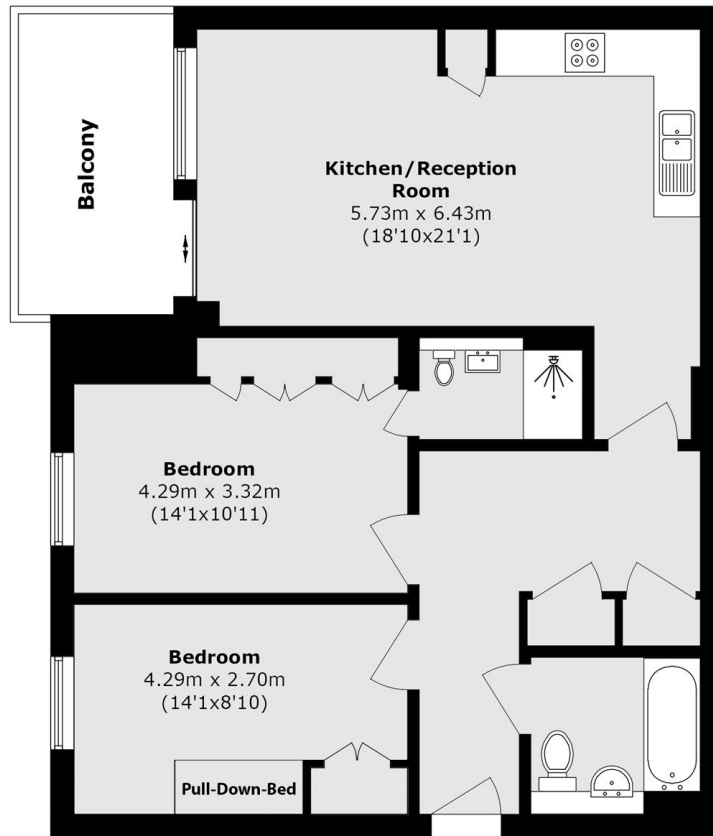 Balcony
Kitchen/Reception
Room
5.73m x 6.43m
(18'10x21'1)
Bedroom
4.29m x 3.32m
(14'1x10'11)
Bedroom
4.29m x 2.70m
(14'1x8'10)
Pull-Down-Bed